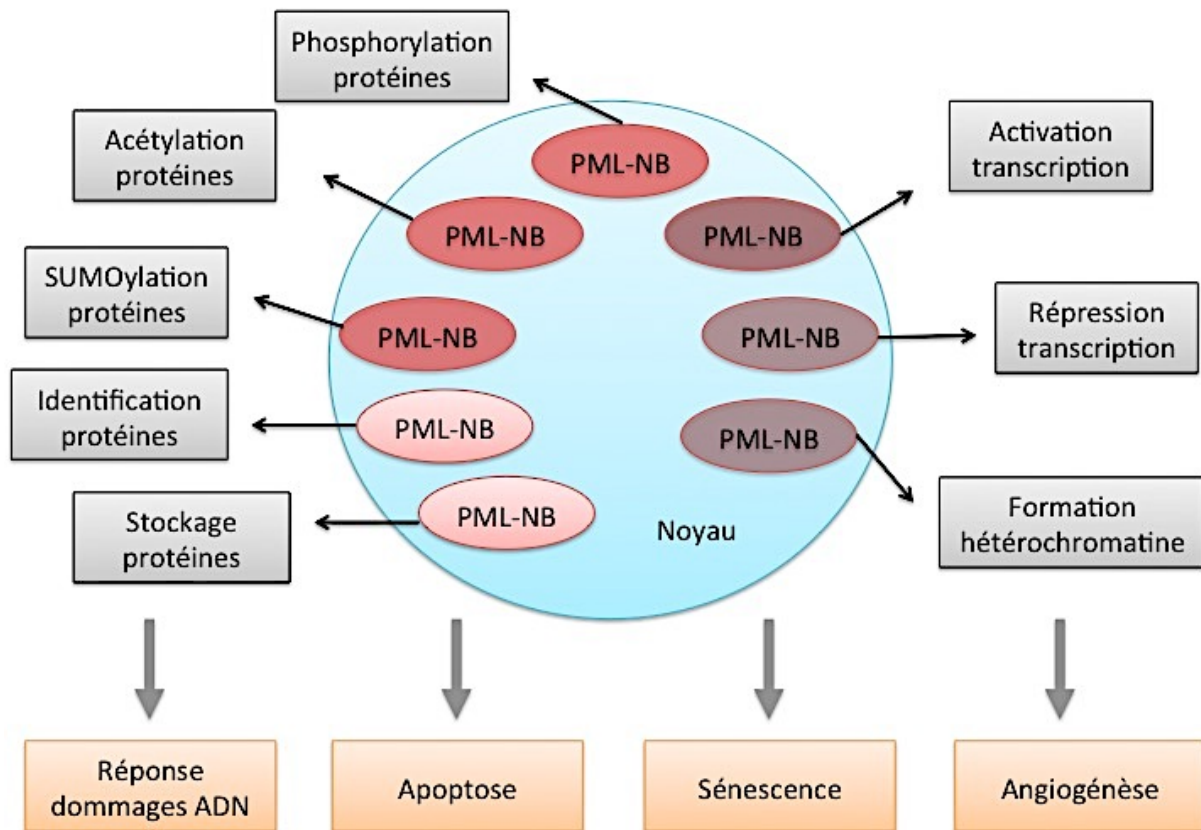 Phosphorylation
protéines
Acétylation
protéines
PML-NB
Activation
transcription
PML-NB
PML-NB
SUMOylation
protéines
PML-NB
PML-NB
Répression
transcription
Identification
protéines
PML-NB
PML-NB
Stockage
protéines
PML-NB
Noyau
Formation
hétérochromatine
Réponse
dommages ADN
Apoptose
Sénescence
Angiogénèse